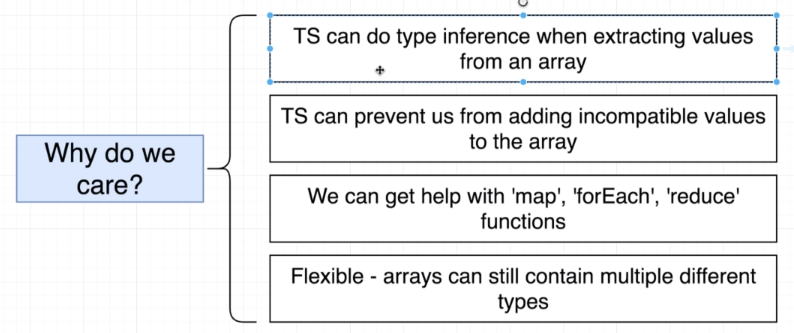 Why do we
care?
TS can do type inference when extracting values
from an array
TS can prevent us from adding incompatible values
to the array
We can get help with 'map', 'forEach', 'reduce'
functions
Flexible - arrays can still contain multiple different
types